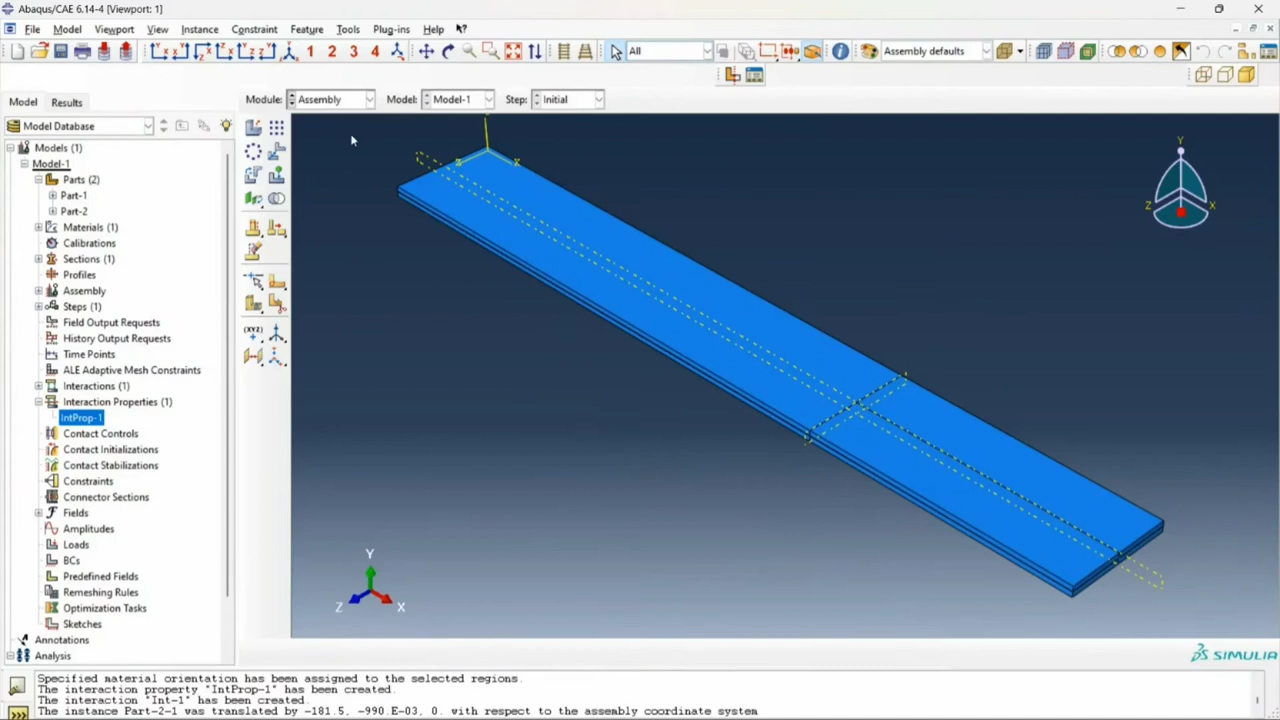 Abaqus/CAE 6.14-4 [Viewport: 1]
File Model Viewport View Instance Constraint Feature Tools Plug-ins Help
1 2 3 4 All Assembly defaults
Model Results Module: Assembly Model: Model-1 Step: Initial
Model Database
Models (1)
Model-1
Parts (2)
Part-1
Part-2
Materials (1)
Calibrations
Sections (1)
Profiles
Assembly
Steps (1)
Field Output Requests
History Output Requests
Time Points
ALE Adaptive Mesh Constraints
Interactions (1)
Interaction Properties (1)
IntProp-1
Contact Controls
Contact Initializations
Contact Stabilizations
Constraints
Connector Sections
Fields
Amplitudes
Loads
BCs
Predefined Fields
Remeshing Rules
Optimization Tasks
Sketches
Annotations
Analysis
Y
Z X
Z X
Y
Z X
SIMULIA
Specified material orientation has been assigned to the selected regions.
The interaction property "IntProp-1" has been created.
The interaction "Int-1" has been created.
The instance Part-2-1 was translated by -181.5, -990.E-03, 0. with respect to the assembly coordinate system